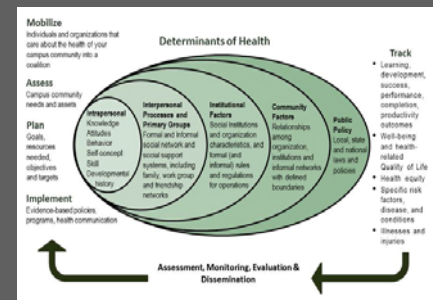 Mobilize
Individuals and organizations that
care about the health of your
campus community into a
coalition
Assess
Campus community
needs and assets
Plan
Goals,
resources
needed,
objectives
and targets
Implement
Evidence-based policies,
programs, health communication
Determinants of Health
Intrapersonal
Knowledge
Attitudes
Behavior
Self concept
Skill
Developmental
history
Interpersonal
Processes and
Primary Groups
Formal and Informal
social network and
social support
systems, including
family, work group
and friendship
networks
Institutional
Factors
Social Institutions
and organization
characteristics, and
formal (and
informal) rules
and regulations
for operations
Community
Factors
Relationships
among
organization,
institutions and
informal networks
with defined
boundaries
Public
Policy
Local, state
and national
laws and
policies
Track
• Learning,
development,
success,
performance,
completion,
productivity
outcomes
• Well-being
and health-
related
Quality of Life
• Health equity
• Specific risk
factors,
disease, and
conditions
• Illnesses and
injuries
Assessment, Monitoring, Evaluation &
Dissemination